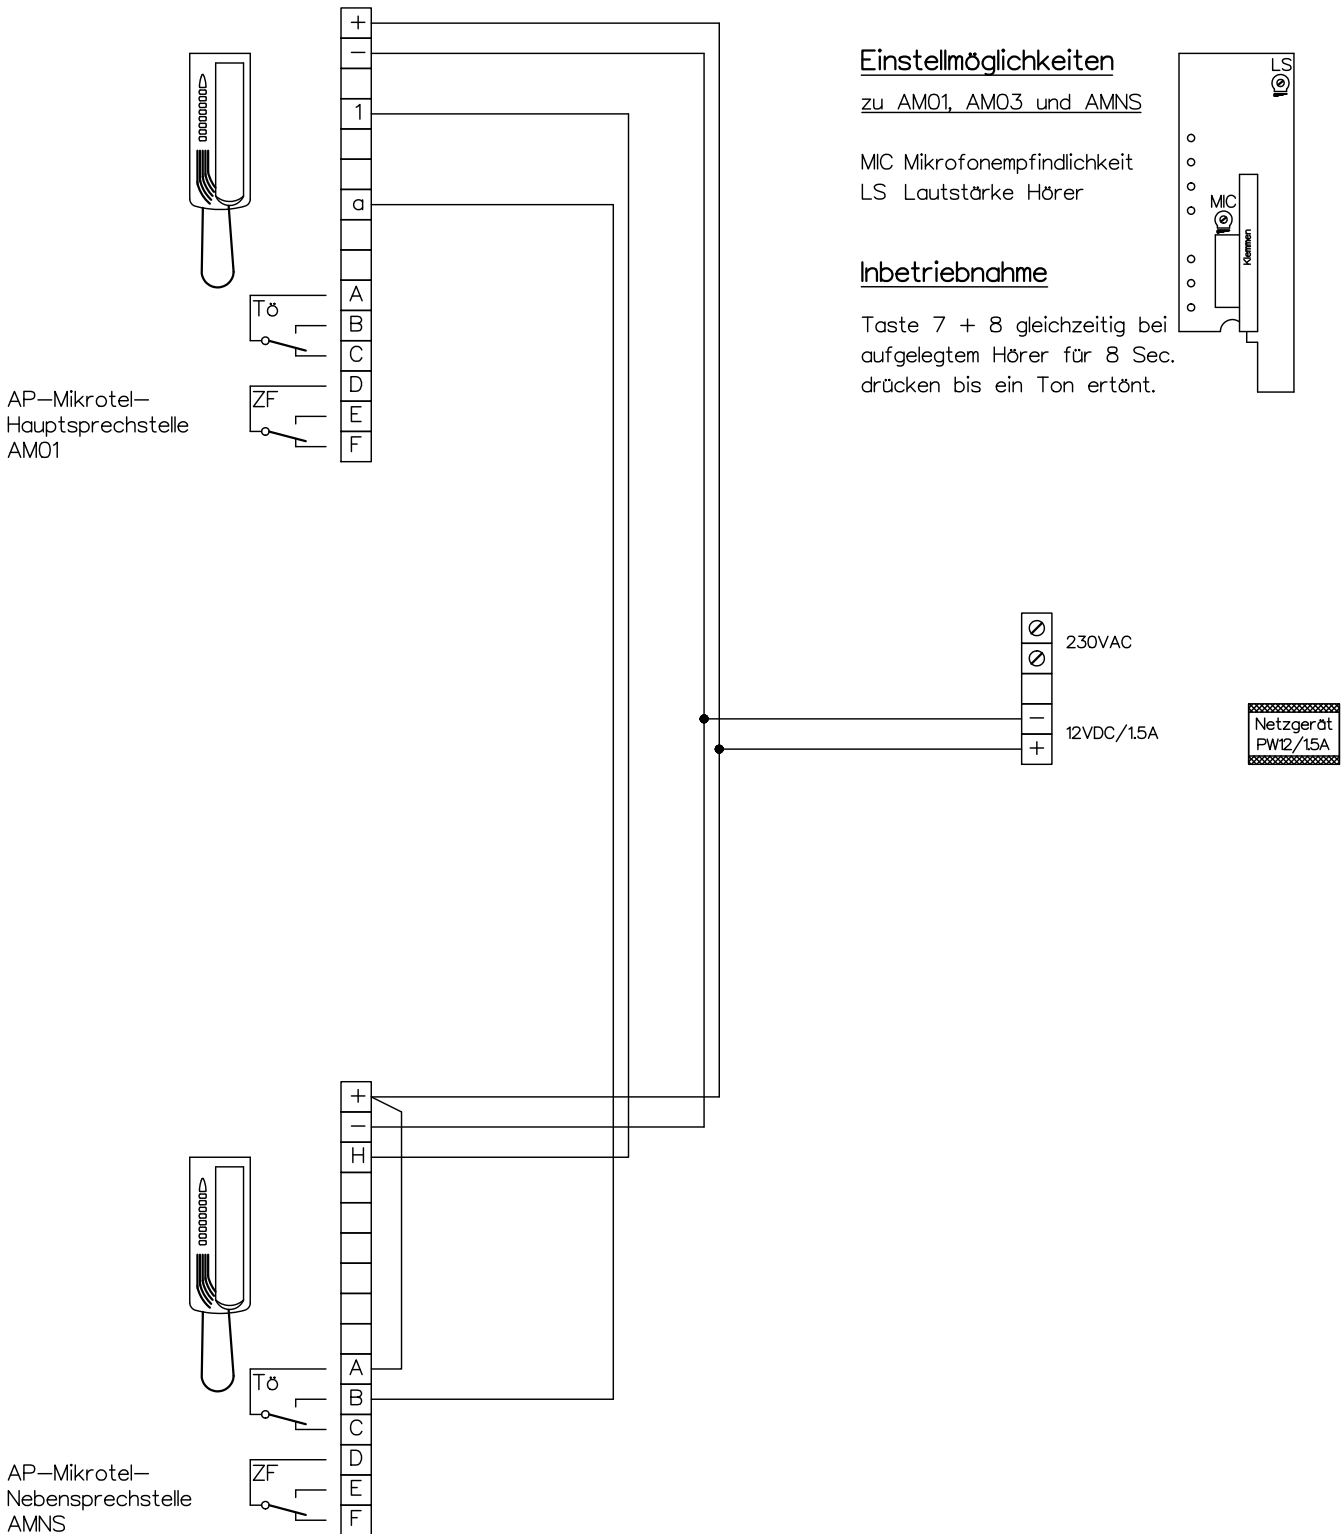 +
−
1
a
A
B
C
D
E
F
Tö
ZF
AP−Mikrotel−
Hauptsprechstelle
AM01
Einstellmöglichkeiten
zu AM01, AM03 und AMNS
MIC Mikrofonempfindlichkeit
LS Lautstärke Hörer
Inbetriebnahme
Taste 7 + 8 gleichzeitig bei
aufgelegtem Hörer für 8 Sec.
drücken bis ein Ton ertönt.
LS
MIC
Klemmen
230VAC
−
+
12VDC/1.5A
Netzgerät
PW12/1.5A
+
−
H
A
B
C
D
E
F
Tö
ZF
AP−Mikrotel−
Nebensprechstelle
AMNS